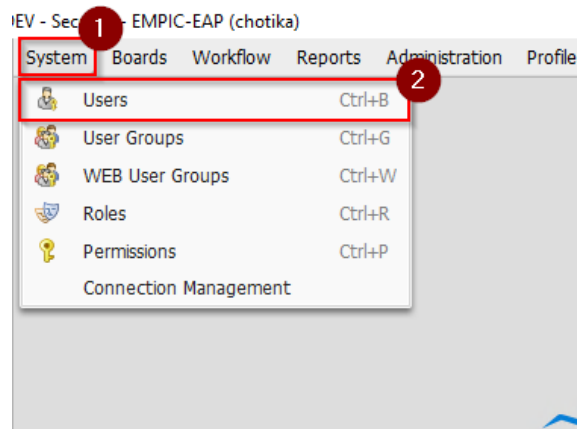 DEV - Sec EMPIC-EAP (chotika)
1
System Boards Workflow Reports Administration Profile
2
Users Ctrl+B
User Groups Ctrl+G
WEB User Groups Ctrl+W
Roles Ctrl+R
Permissions Ctrl+P
Connection Management